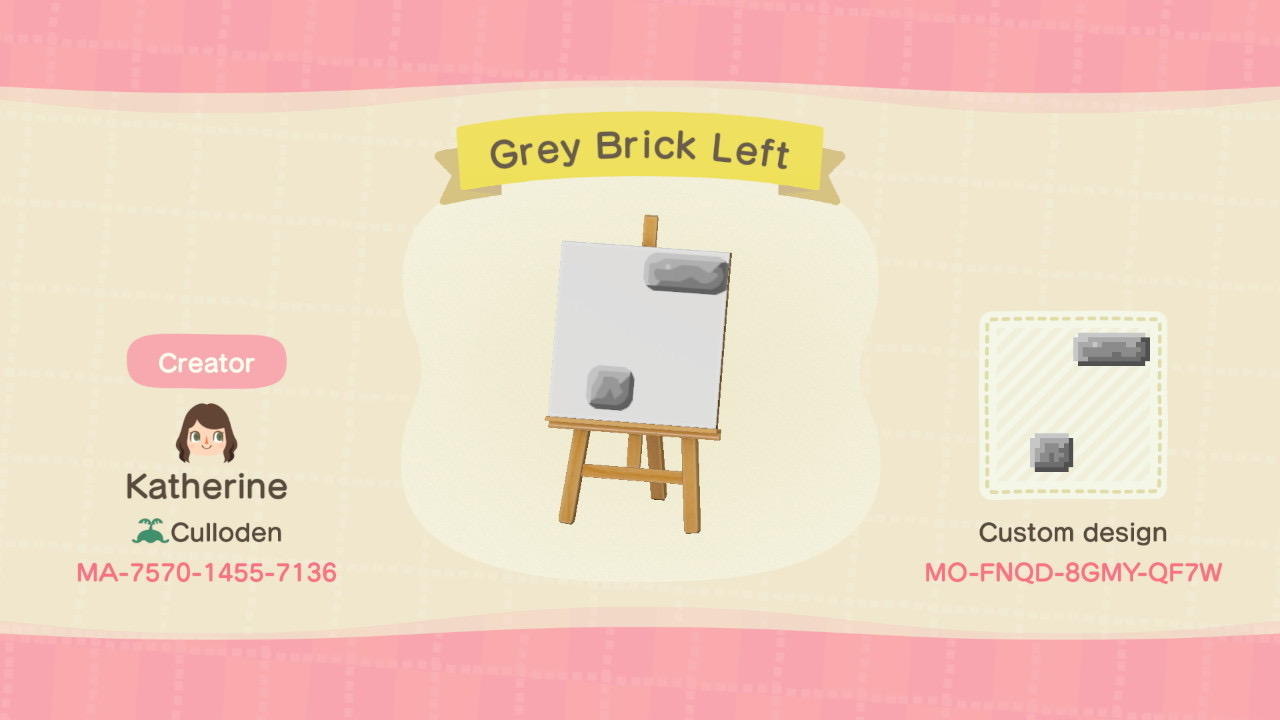 Grey Brick Left
Creator
Katherine
Culloden
MA-7570-1455-7136
Custom design
MO-FNQD-8GMY-QF7W